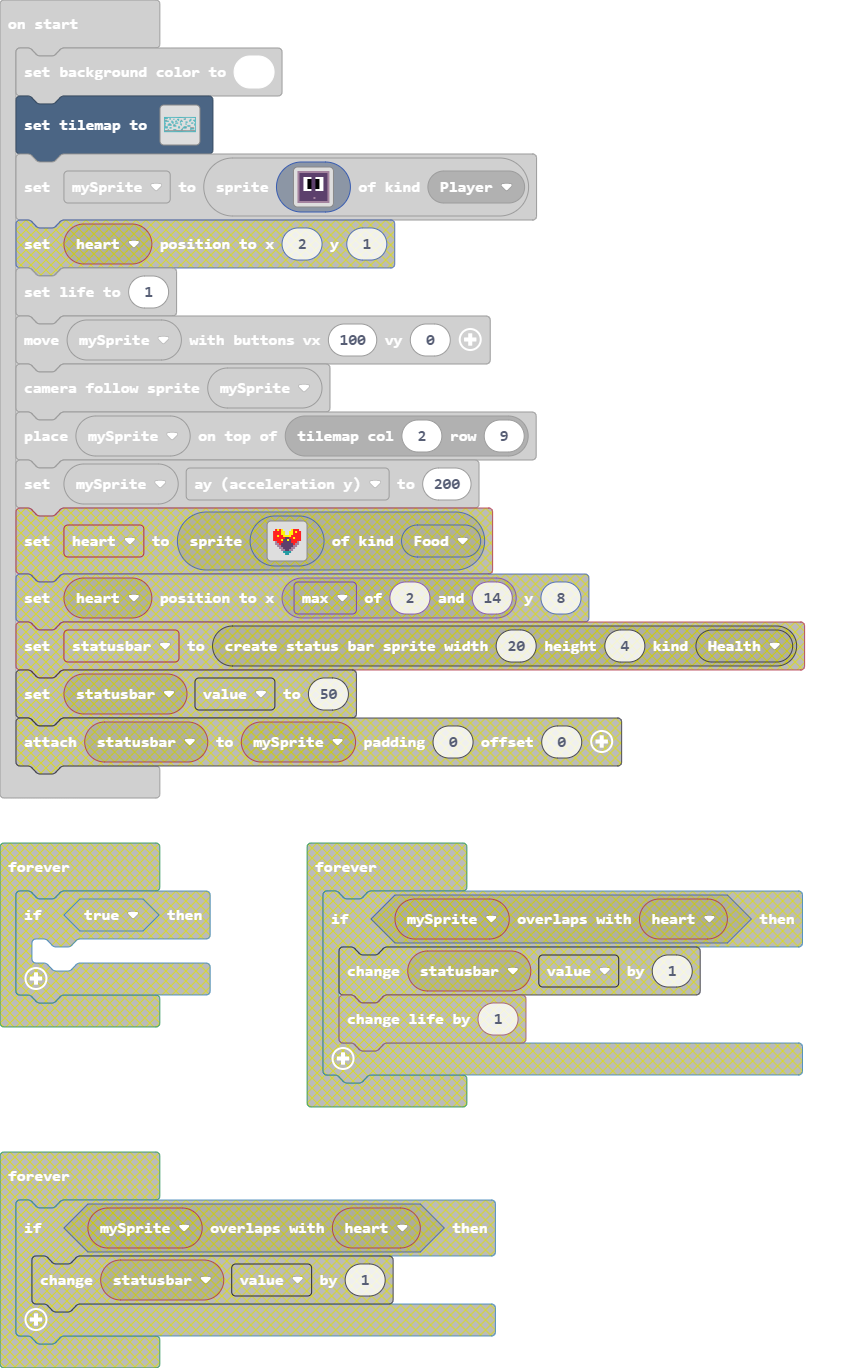 on start
set background color to
set tilemap to
set mySprite to sprite of kind Player
set heart position to x 2 y 1
set life to 1
move mySprite with buttons vx 100 vy 0
camera follow sprite mySprite
place mySprite on top of tilemap col 2 row 9
set mySprite ay (acceleration y) to 200
set heart to sprite of kind Food
set heart position to x max of 2 and 14 y 8
set statusbar to create status bar sprite width 20 height 4 kind Health
set statusbar value to 50
attach statusbar to mySprite padding 0 offset 0
forever
if true then
forever
if mySprite overlaps with heart then
change statusbar value by 1
change life by 1
forever
if mySprite overlaps with heart then
change statusbar value by 1